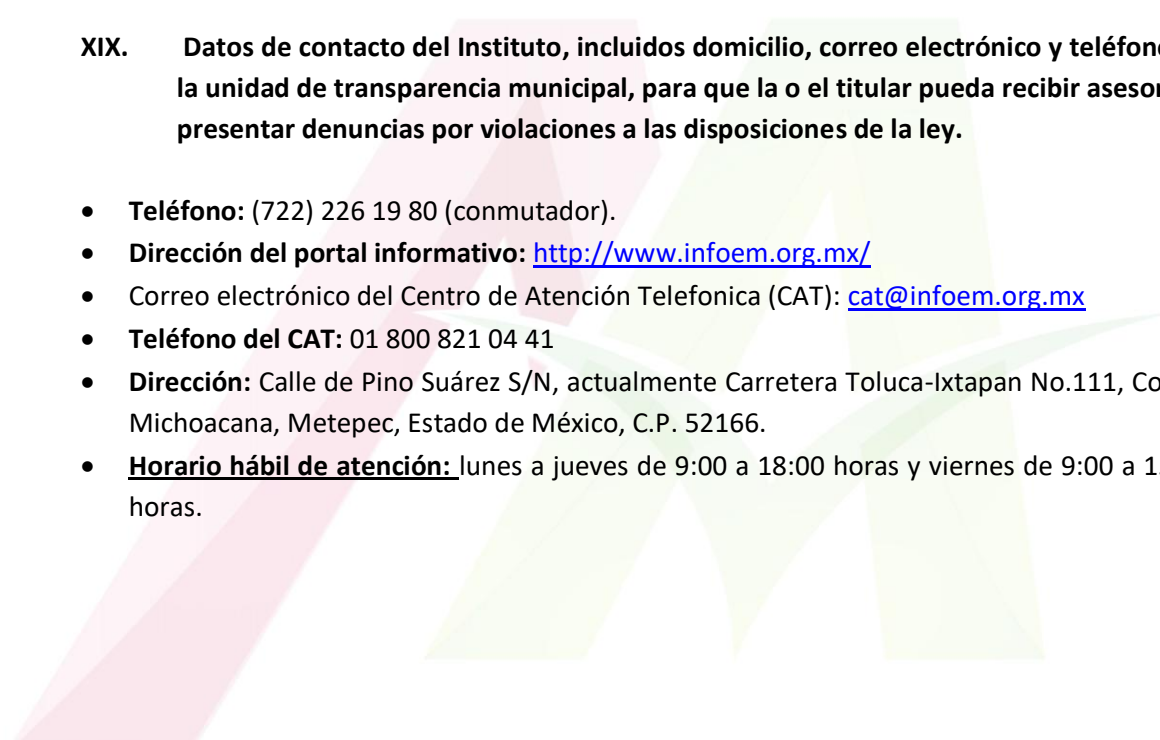 XIX. Datos de contacto del Instituto, incluidos domicilio, correo electrónico y teléfono
la unidad de transparencia municipal, para que la o el titular pueda recibir
presentar denuncias por violaciones a las disposiciones de la ley.
• Teléfono: (722) 226 19 80 (conmutador).
• Dirección del portal informativo: http://www.infoem.org.mx/
• Correo electrónico del Centro de Atención Telefonica (CAT): cat@infoem.org.mx
• Teléfono del CAT: 01 800 821 04 41
• Dirección: Calle de Pino Suárez S/N, actualmente Carretera Toluca-Ixtapan No.111,
Michoacana, Metepec, Estado de México, C.P. 52166.
• Horario hábil de atención: lunes a jueves de 9:00 a 18:00 horas y viernes de 9:00 a
horas.